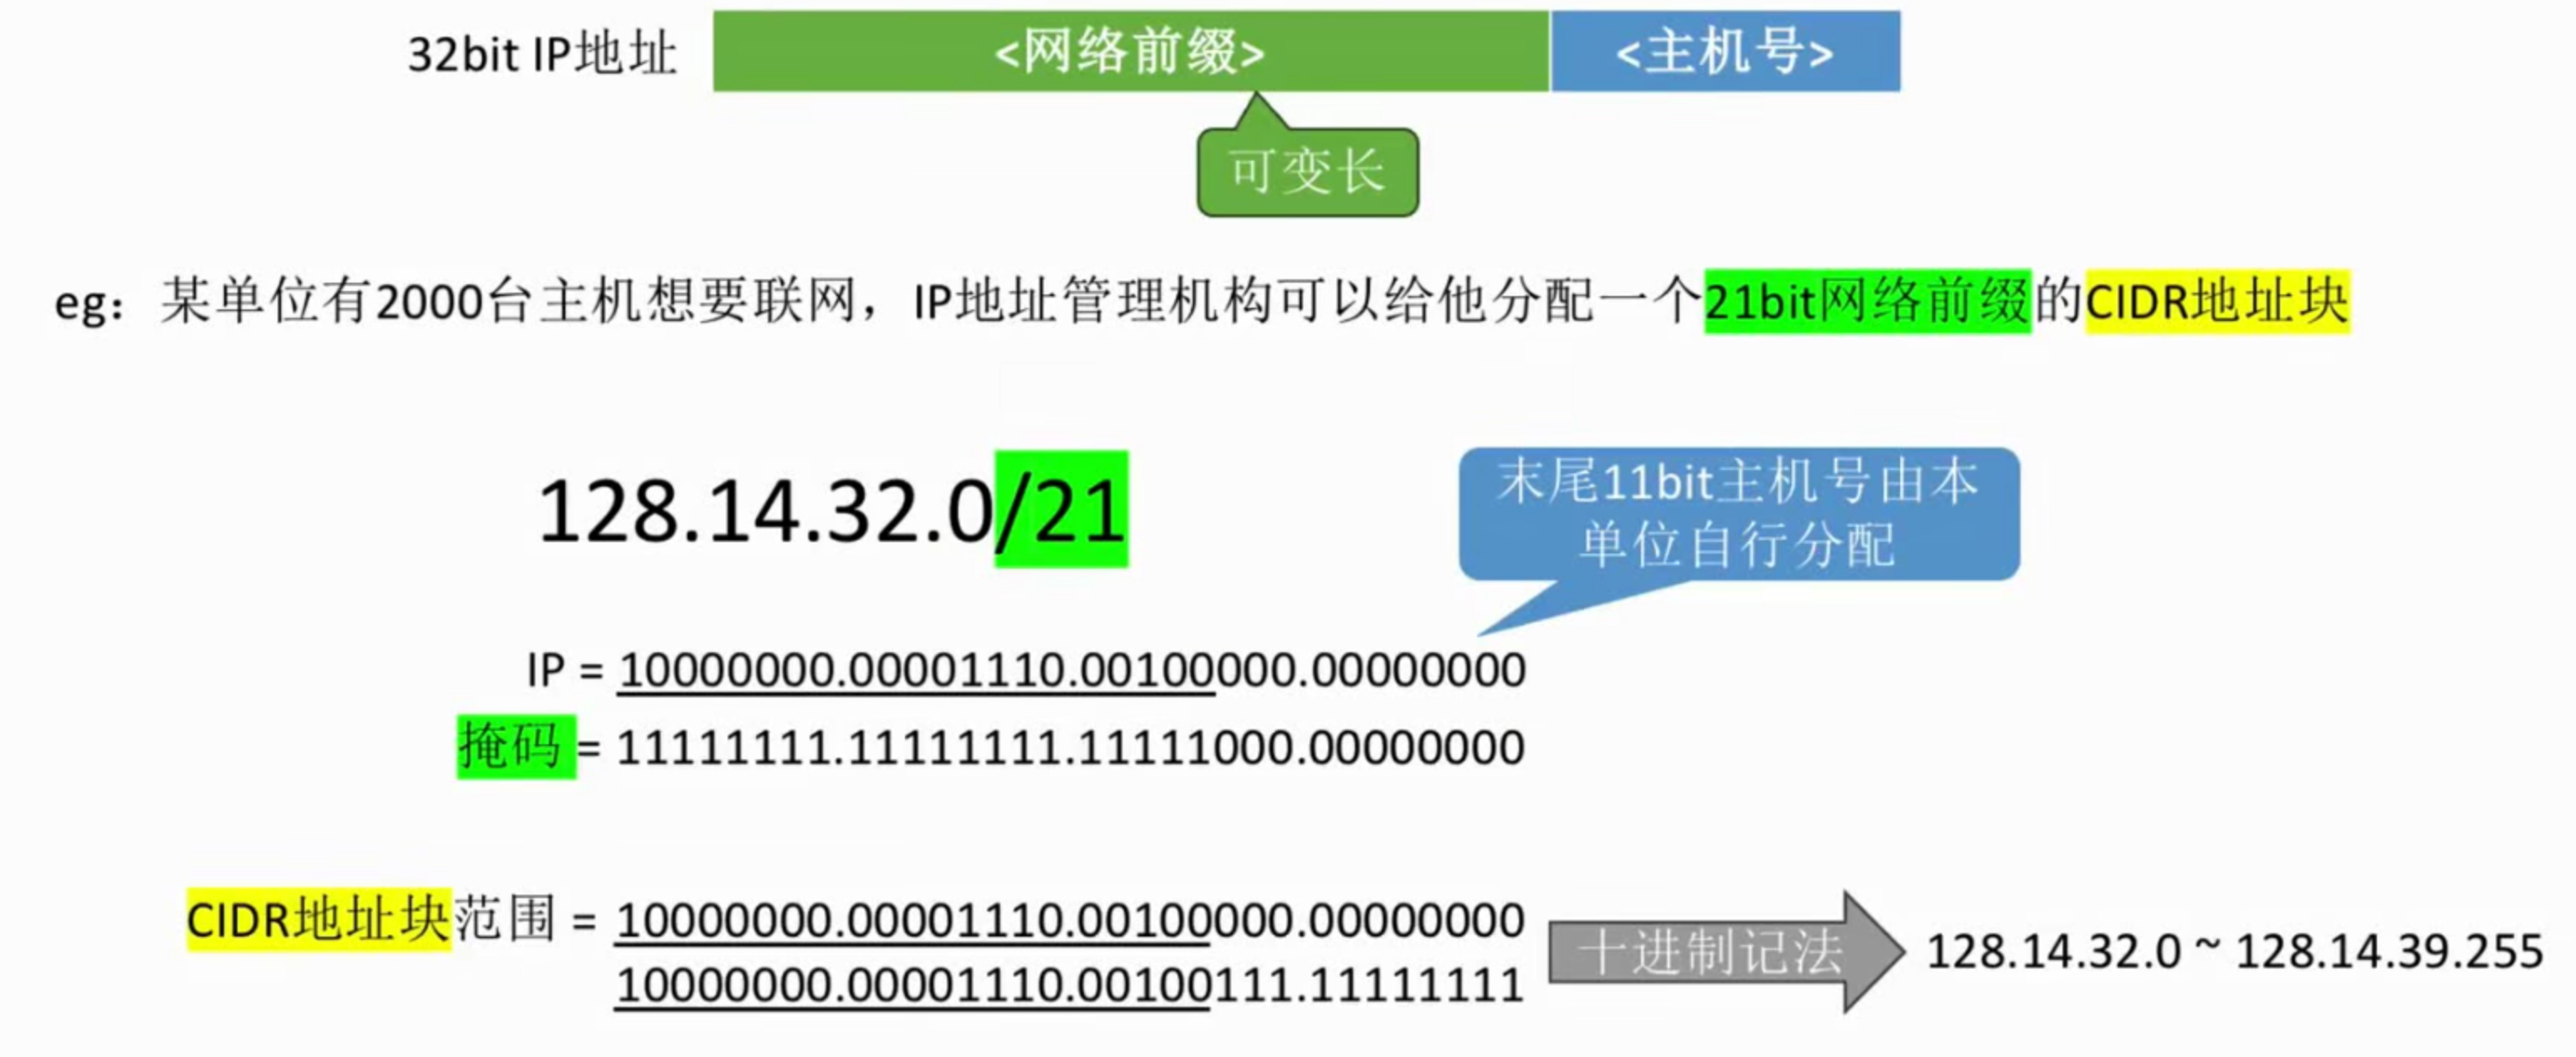 32bit IP地址 <网络前缀> <主机号>
可变长
eg：某单位有2000台主机想要联网，IP地址管理机构可以给他分配一个21bit网络前缀的CIDR地址块
128.14.32.0/21
末尾11bit主机号由本
单位自行分配
IP = 10000000.00001110.00100000.00000000
掩码 = 11111111.11111111.11111000.00000000
CIDR地址块范围 = 10000000.00001110.00100000.00000000
10000000.00001110.00100111.11111111
十进制记法
128.14.32.0 ~ 128.14.39.255